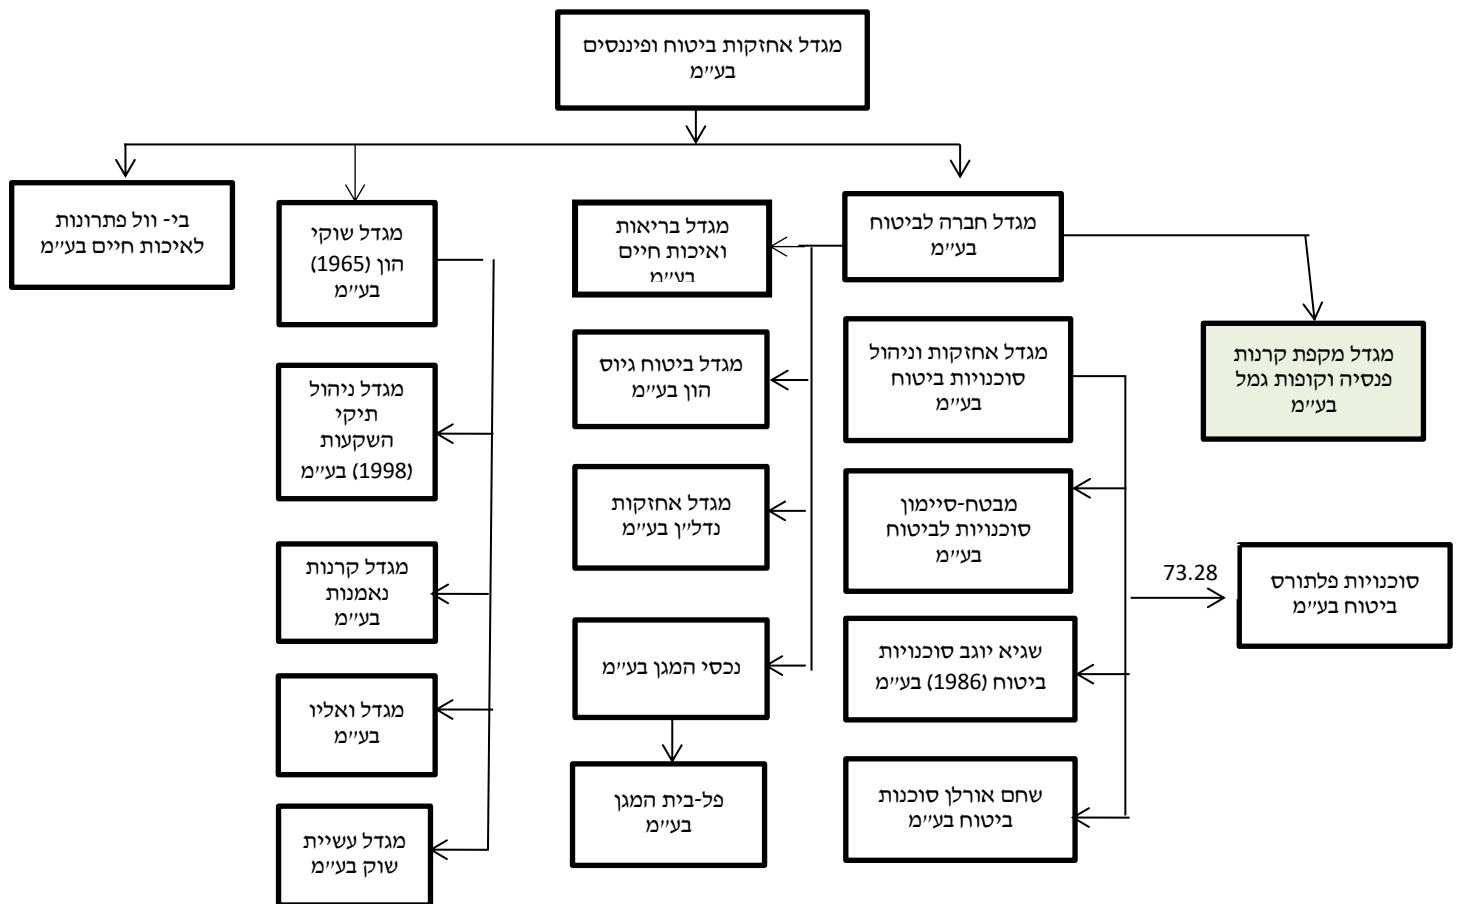 מגדל אחזקות ביטוח ופיננסים
בע״מ
מגדל חברה לביטוח
בע״מ
מגדל מקפת קרנות
פנסיה וקופות גמל
בע״מ
מגדל אחזקות וניהול
סוכנויות ביטוח
בע״מ
מבטח-סיימון
סוכנויות לביטוח
בע״מ
73.28
סוכנויות פלתורס
ביטוח בע״מ
שגיא יוגב סוכנויות
ביטוח (1986) בע״מ
שחם אורלן סוכנות
ביטוח בע״מ
מגדל בריאות
ואיכות חיים
בע״מ
מגדל ביטוח גיוס
הון בע״מ
מגדל אחזקות
נדל״ן בע״מ
נכסי המגן בע״מ
פל-בית המגן
בע״מ
מגדל שוקי
הון (1965)
בע״מ
מגדל ניהול
תיקי
השקעות
(1998) בע״מ
מגדל קרנות
נאמנות
בע״מ
מגדל ואליו
בע״מ
מגדל עשיית
שוק בע״מ
בי- וול פתרונות
לאיכות חיים בע״מ